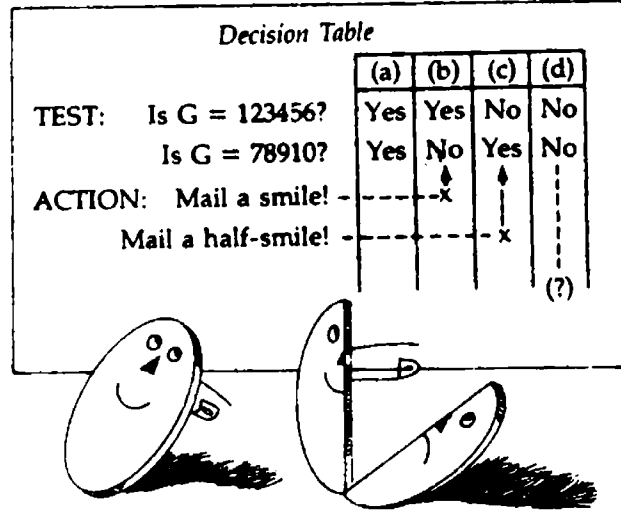 Decision Table
(a) (b) (c) (d)
TEST: Is G = 123456? Yes Yes No No
Is G = 78910? Yes No Yes No
ACTION: Mail a smile! x
Mail a half-smile! x
(?)